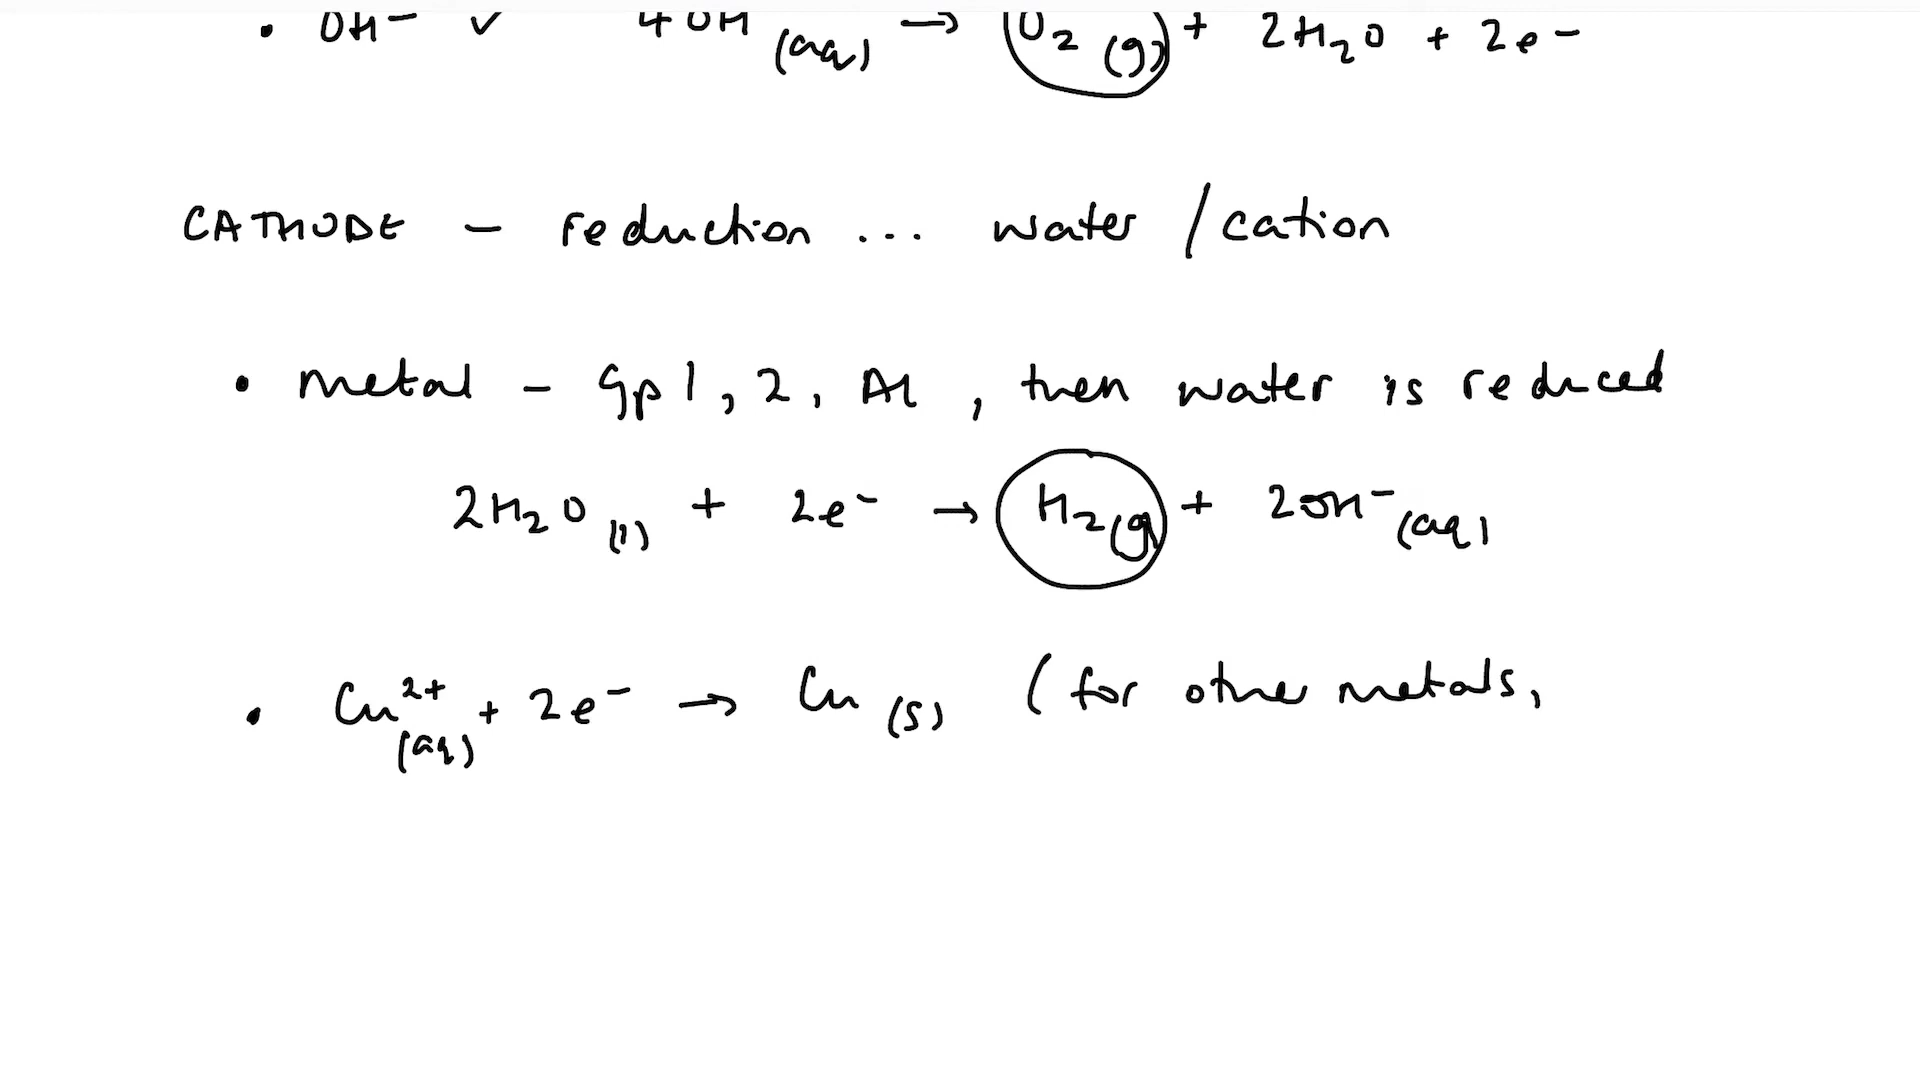 • OH⁻ ✓ 4OH (aq) → O₂ (g) + 2H₂O + 2e⁻
CATHODE – reduction ... water / cation
• metal – Gp 1, 2, Al, then water is reduced
2H₂O (l) + 2e⁻ → H₂(g) + 2OH⁻(aq)
• Cu²⁺(aq) + 2e⁻ → Cu (s) (for other metals,